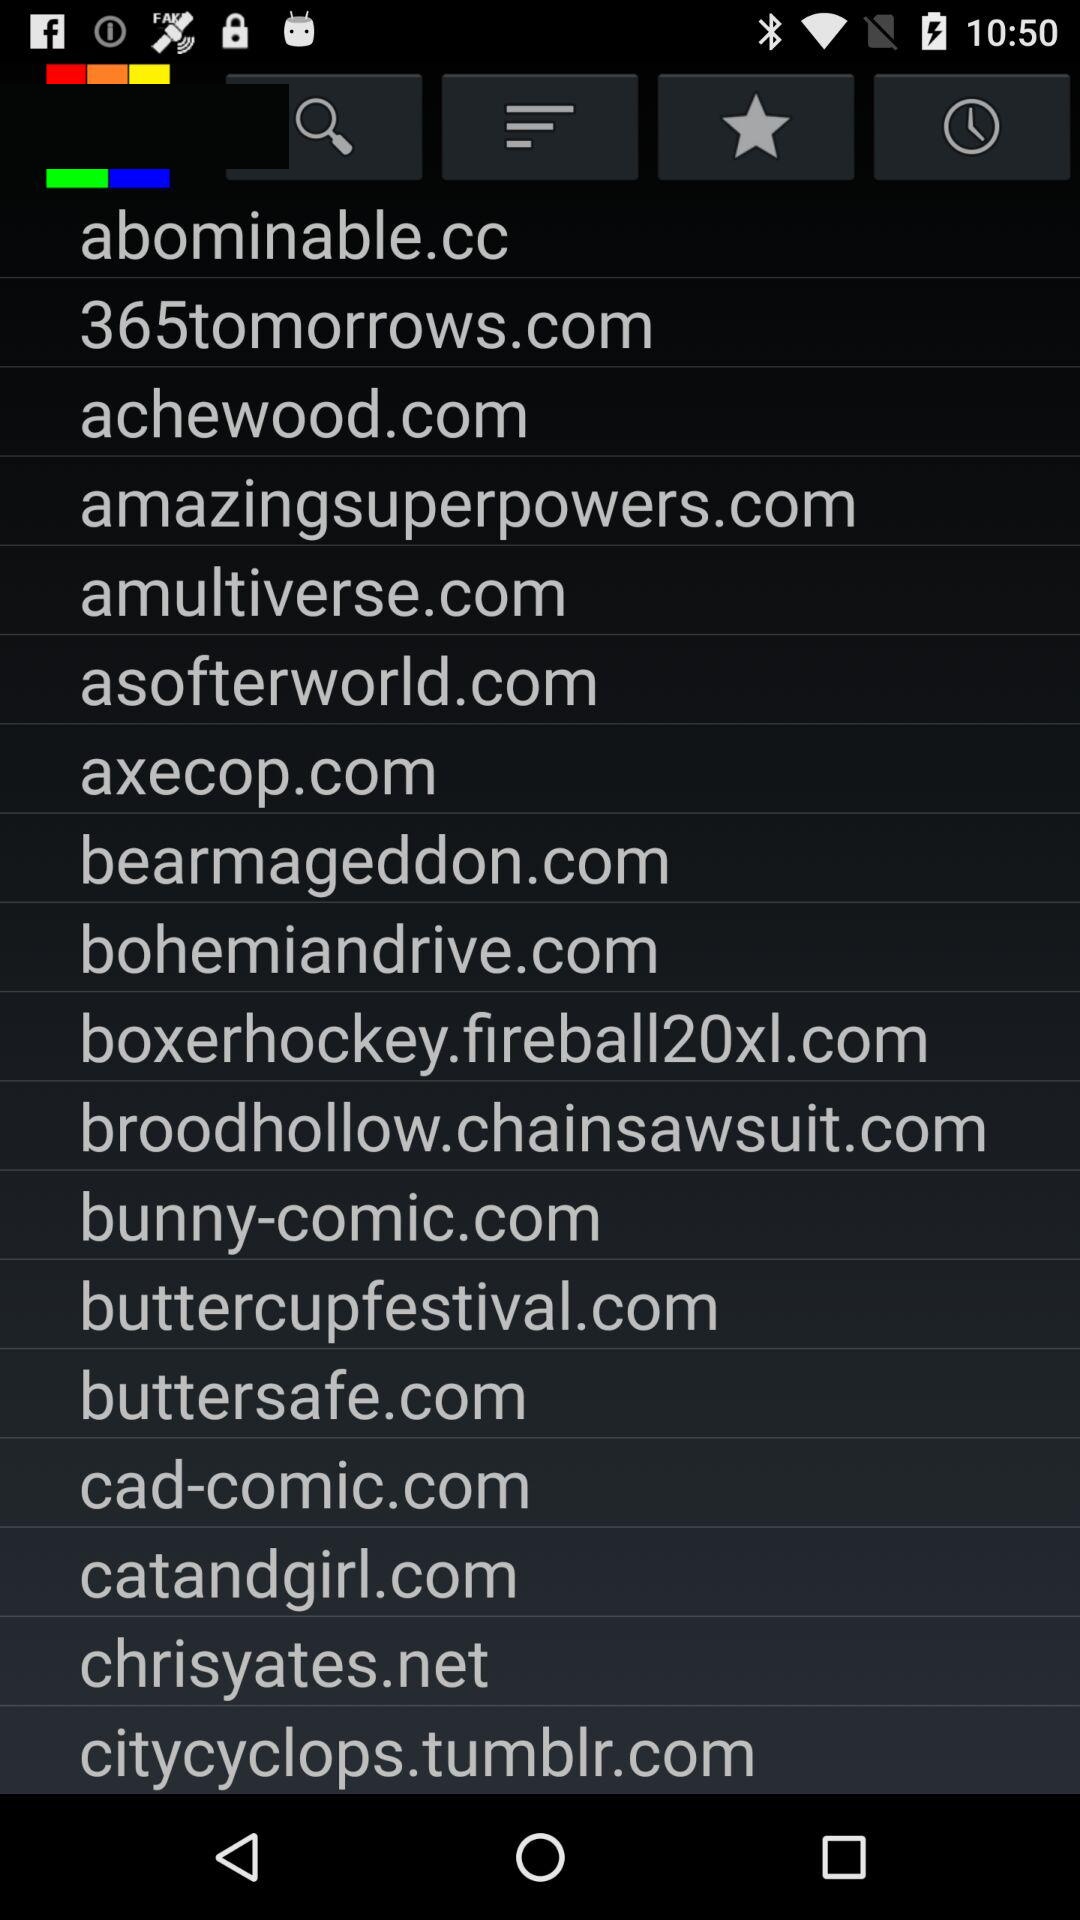 FAKE
10:50
abominable.cc
365tomorrows.com
achewood.com
amazingsuperpowers.com
amultiverse.com
asofterworld.com
axecop.com
bearmageddon.com
bohemiandrive.com
boxerhockey.fireball20xl.com
broodhollow.chainsawsuit.com
bunny-comic.com
buttercupfestival.com
buttersafe.com
cad-comic.com
catandgirl.com
chrisyates.net
citycyclops.tumblr.com